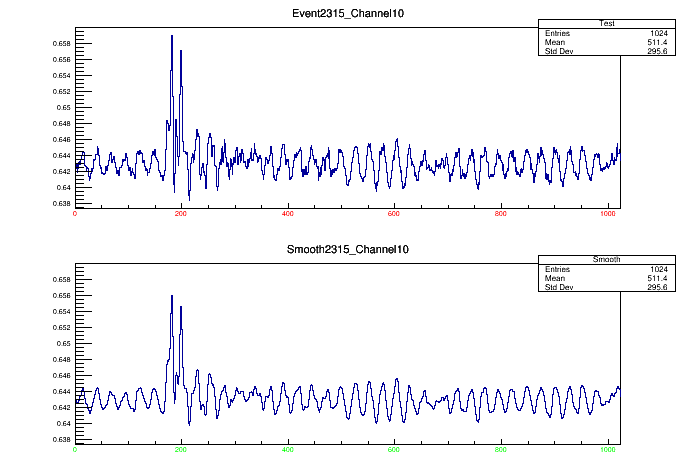 Event2315_Channel10
Test
Entries 1024
Mean 511.4
Std Dev 295.6
0.658
0.656
0.654
0.652
0.65
0.648
0.646
0.644
0.642
0.64
0.638
0 200 400 600 800 1000
Smooth2315_Channel10
Smooth
Entries 1024
Mean 511.4
Std Dev 295.6
0.658
0.656
0.654
0.652
0.65
0.648
0.646
0.644
0.642
0.64
0.638
0 200 400 600 800 1000